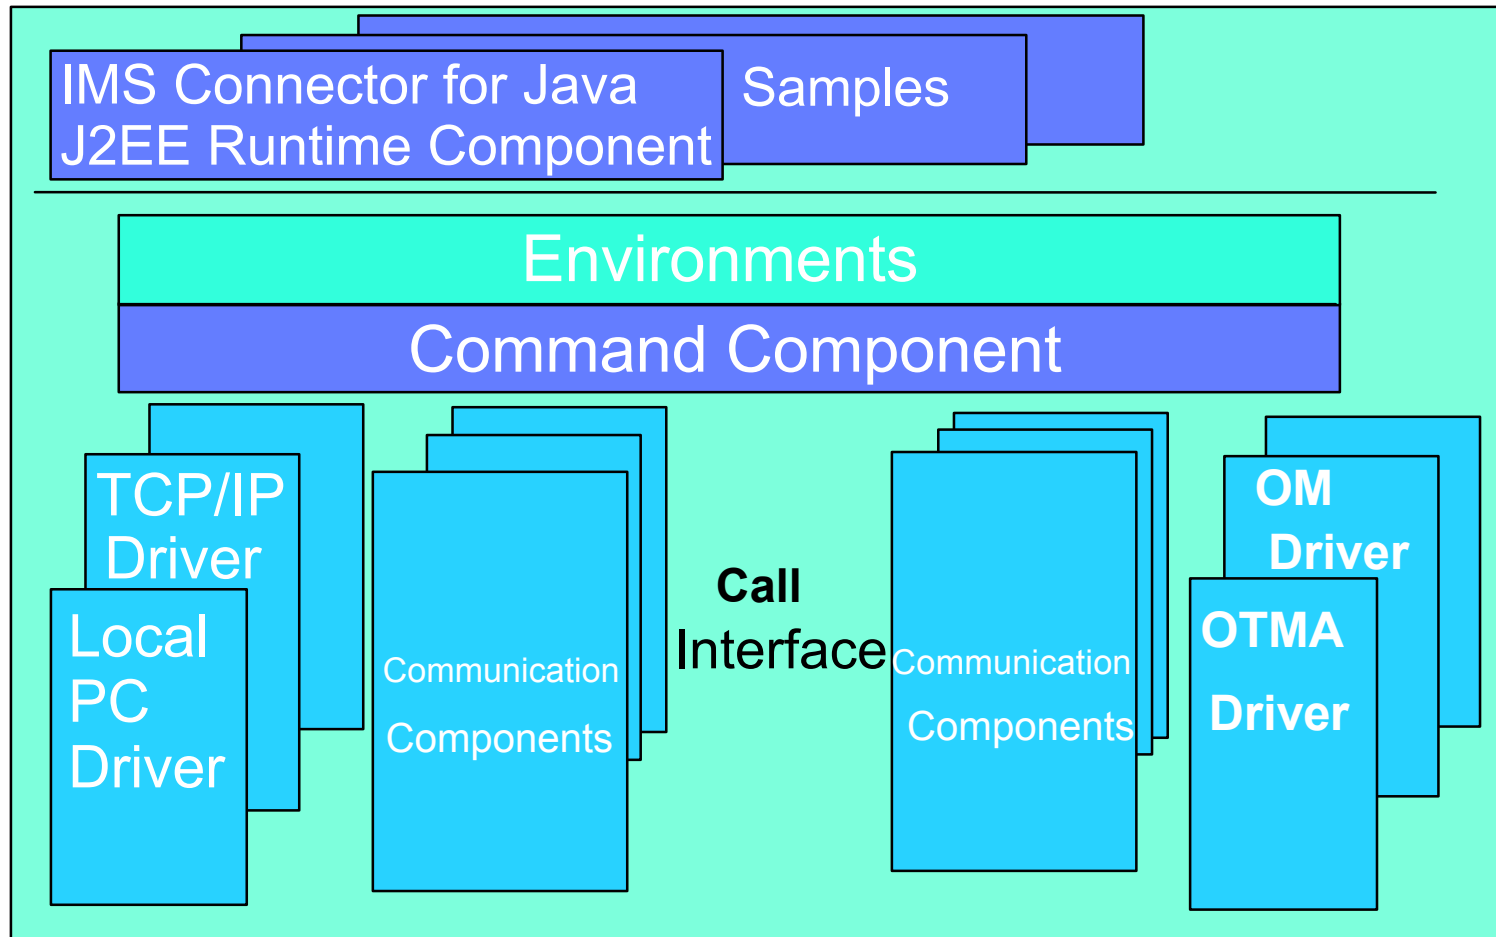 IMS Connector for Java
J2EE Runtime Component
Samples
Environments
Command Component
TCP/IP
Driver
Local
PC
Driver
Communication
Components
Call
Interface
Communication
Components
OM
Driver
OTMA
Driver